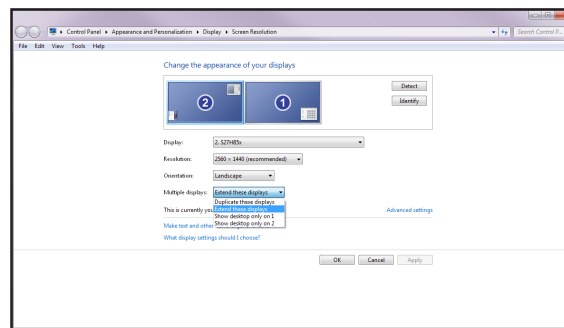 Control Panel ▸ Appearance and Personalization ▸ Display ▸ Screen Resolution
Search Control P...
File Edit View Tools Help
Change the appearance of your displays
2
1
Detect
Identify
Display: 2. S27H85x
Resolution: 2560 × 1440 (recommended)
Orientation: Landscape
Multiple displays: Extend these displays
Duplicate these displays
Extend these displays
Show desktop only on 1
Show desktop only on 2
This is currently you
Advanced settings
Make text and other
What display settings should I choose?
OK Cancel Apply